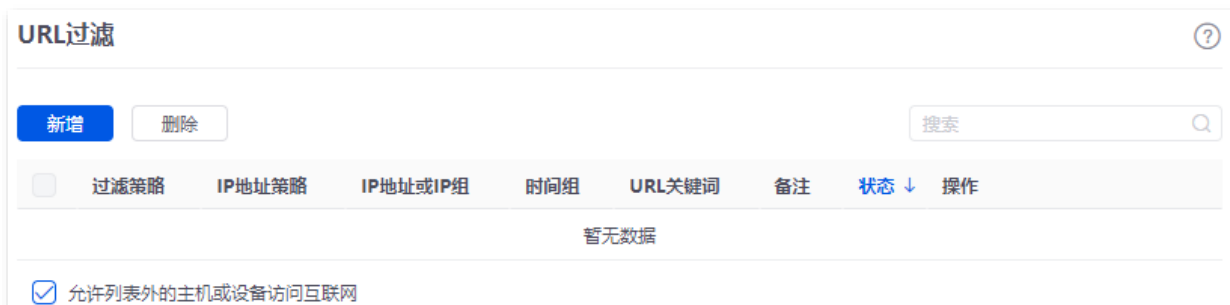 URL过滤
新增 删除 搜索
过滤策略 IP地址策略 IP地址或IP组 时间组 URL关键词 备注 状态↓ 操作
暂无数据
允许列表外的主机或设备访问互联网